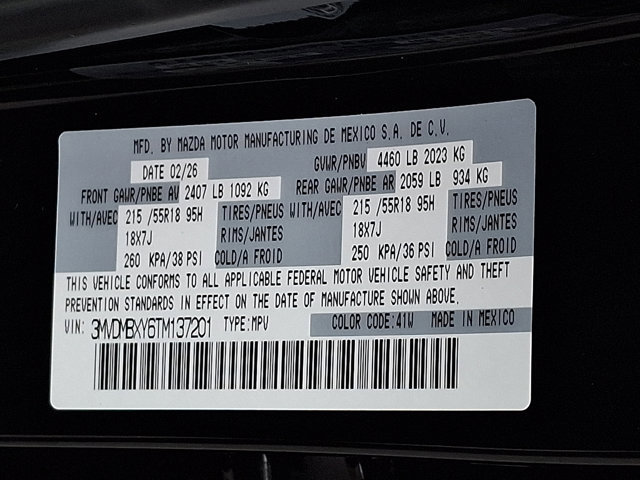 MFD. BY MAZDA MOTOR MANUFACTURING DE MEXICO S.A. DE C.V.
DATE 02/26 GVWR/PNBV 4460 LB 2023 KG
FRONT GAWR/PNBE AV 2407 LB 1092 KG REAR GAWR/PNBE AR 2059 LB 934 KG
WITH/AVEC 215 /55R18 95H TIRES/PNEUS WITH/AVEC 215 /55R18 95H TIRES/PNEUS
18X7J RIMS/JANTES 18X7J RIMS/JANTES
260 KPA/38 PSI COLD/A FROID 250 KPA/36 PSI COLD/A FROID
THIS VEHICLE CONFORMS TO ALL APPLICABLE FEDERAL MOTOR VEHICLE SAFETY AND THEFT
PREVENTION STANDARDS IN EFFECT ON THE DATE OF MANUFACTURE SHOWN ABOVE.
VIN: 3MVDMBXY6TM137201 TYPE:MPV COLOR CODE:41W MADE IN MEXICO